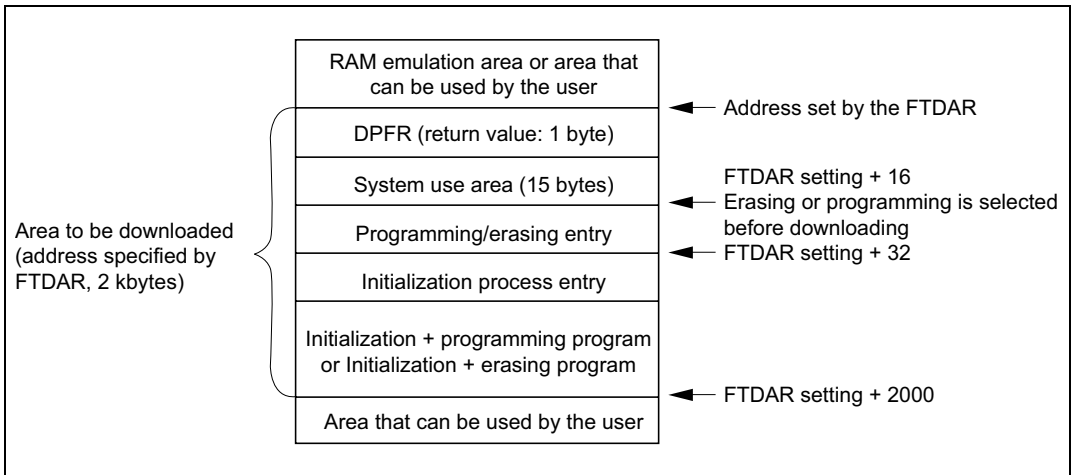 RAM emulation area or area that
can be used by the user
Address set by the FTDAR
DPFR (return value: 1 byte)
System use area (15 bytes)
FTDAR setting + 16
Erasing or programming is selected
before downloading
Area to be downloaded
(address specified by
FTDAR, 2 kbytes)
Programming/erasing entry
FTDAR setting + 32
Initialization process entry
Initialization + programming program
or Initialization + erasing program
FTDAR setting + 2000
Area that can be used by the user